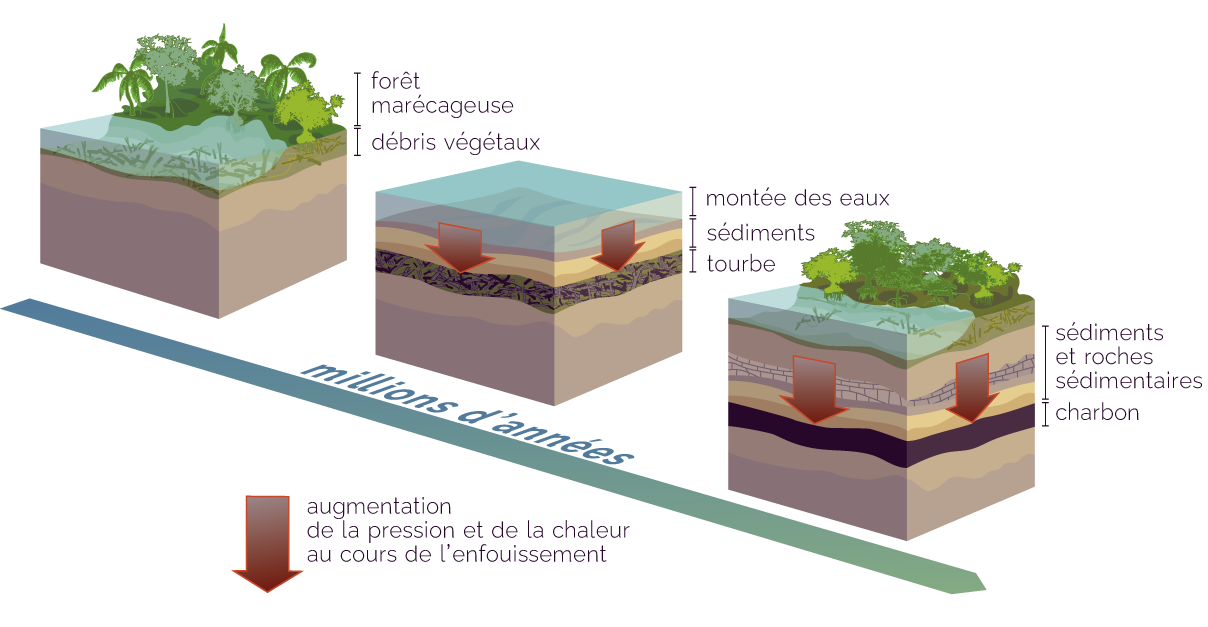 forêt
marécageuse
débris végétaux
montée des eaux
sédiments
tourbe
sédiments
et roches
sédimentaires
charbon
millions d'années
augmentation
de la pression et de la chaleur
au cours de l'enfouissement